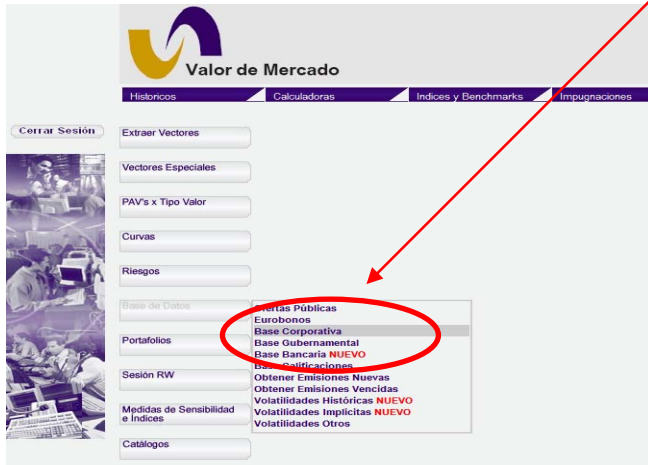 Valor de Mercado
Historicos Calculadoras Indices y Benchmarks Impugnaciones
Cerrar Sesión
Extraer Vectores
Vectores Especiales
PAV's x Tipo Valor
Curvas
Riesgos
Base de Datos
Ofertas Públicas
Eurobonos
Base Corporativa
Base Gubernamental
Base Bancaria NUEVO
Base Calificaciones
Obtener Emisiones Nuevas
Obtener Emisiones Vencidas
Volatilidades Históricas NUEVO
Volatilidades Implicitas NUEVO
Volatilidades Otros
Portafolios
Sesión RW
Medidas de Sensibilidad
e Indices
Catálogos